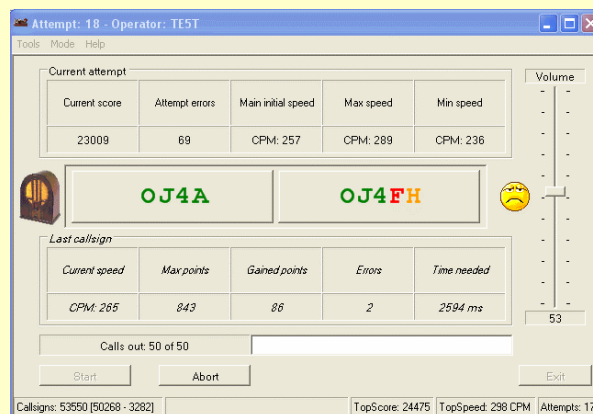 Attempt: 18 - Operator: TE5T
Tools Mode Help
Current attempt
Volume
Current score Attempt errors Main initial speed Max speed Min speed
23009 69 CPM: 257 CPM: 289 CPM: 236
OJ4A OJ4FH
Last callsign
Current speed Max points Gained points Errors Time needed
CPM: 265 843 86 2 2594 ms
53
Calls out: 50 of 50
Start Abort Exit
Callsigns: 53550 [50268 - 3282] TopScore: 24475 TopSpeed: 298 CPM Attempts: 17